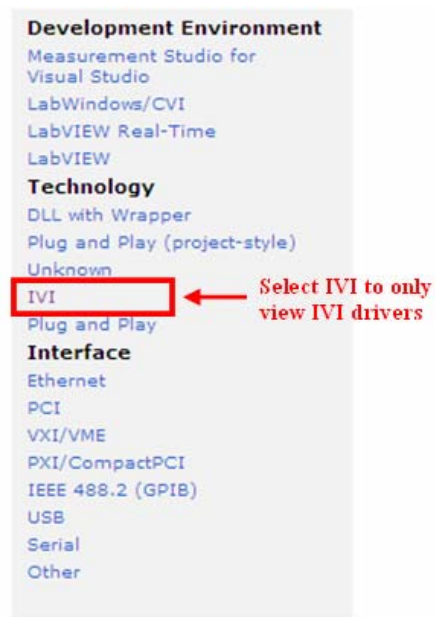 Development Environment
Measurement Studio for
Visual Studio
LabWindows/CVI
LabVIEW Real-Time
LabVIEW
Technology
DLL with Wrapper
Plug and Play (project-style)
Unknown
IVI
Select IVI to only
view IVI drivers
Plug and Play
Interface
Ethernet
PCI
VXI/VME
PXI/CompactPCI
IEEE 488.2 (GPIB)
USB
Serial
Other